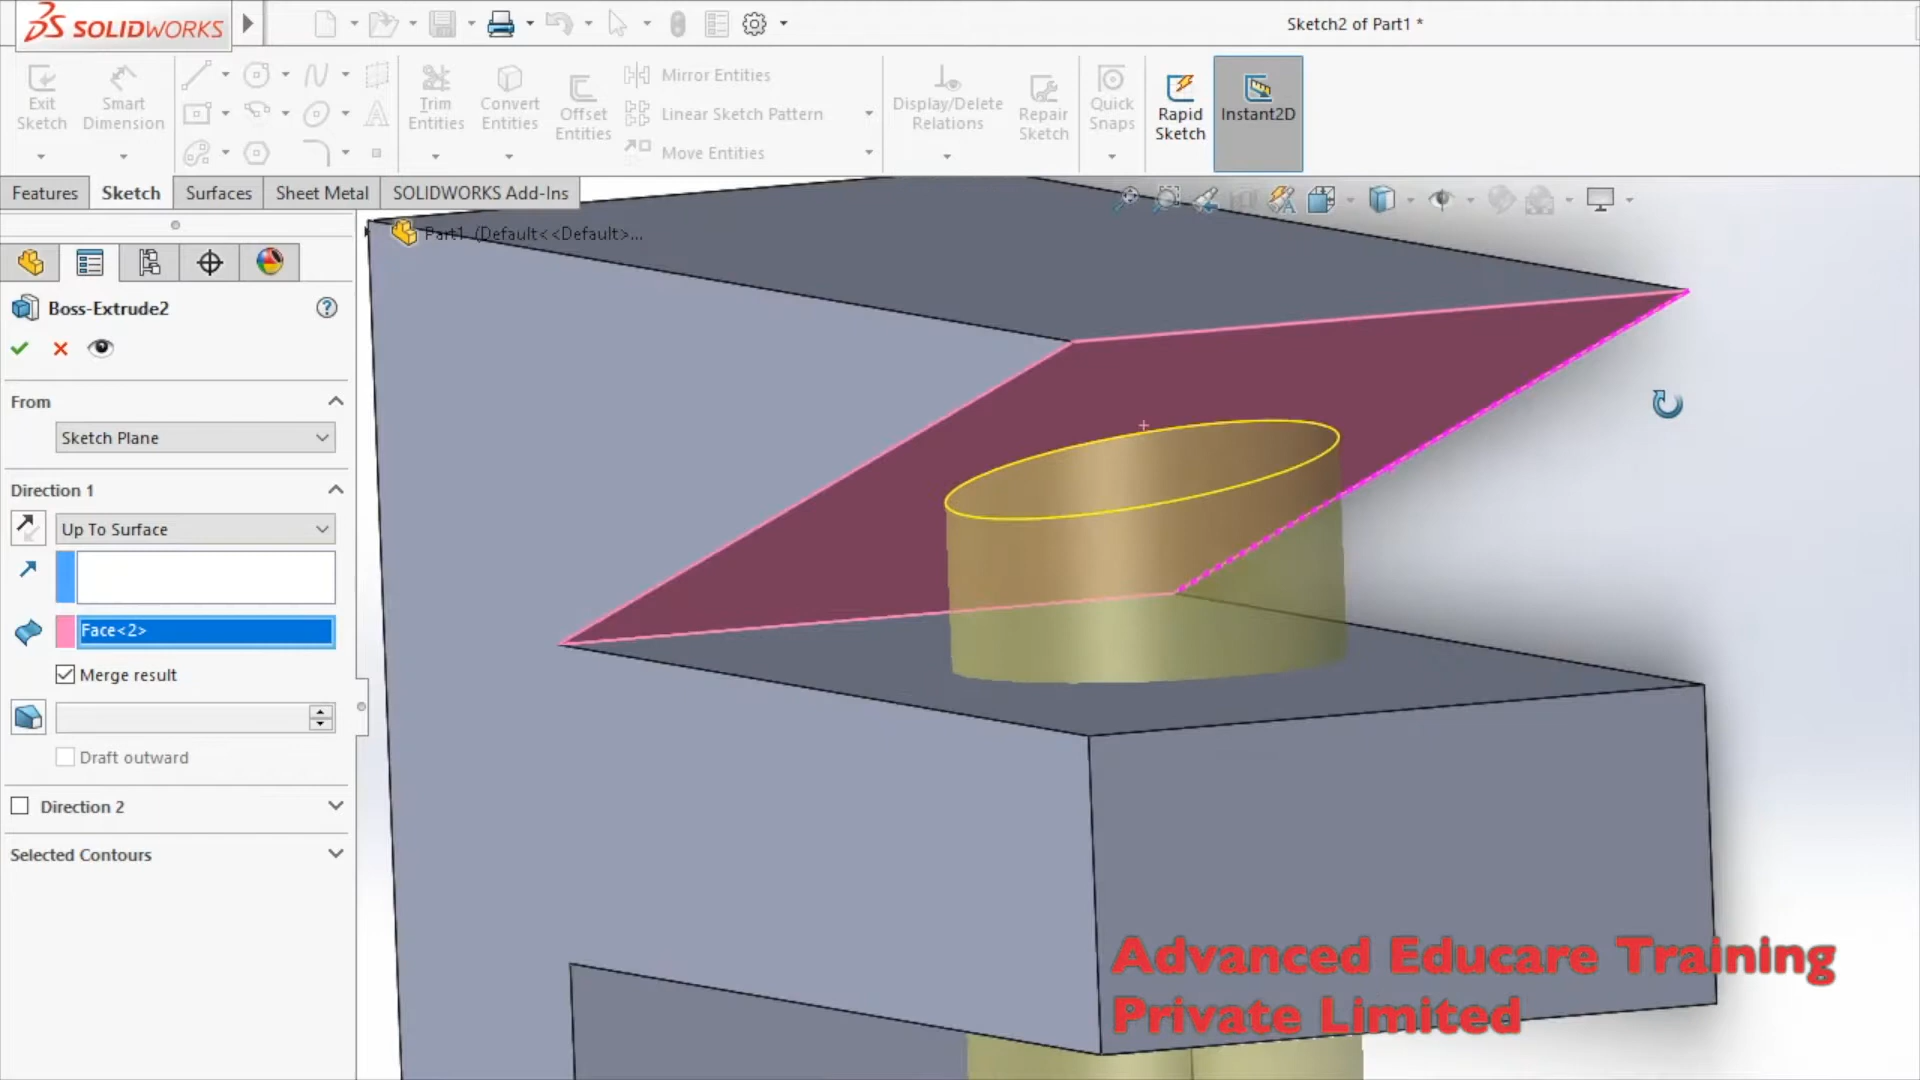 SOLIDWORKS
Sketch2 of Part1 *
Exit Sketch
Smart Dimension
Trim Entities
Convert Entities
Offset Entities
Mirror Entities
Linear Sketch Pattern
Move Entities
Display/Delete Relations
Repair Sketch
Quick Snaps
Rapid Sketch
Instant2D
Features
Sketch
Surfaces
Sheet Metal
SOLIDWORKS Add-Ins
Part1 (Default<<Default>...
Boss-Extrude2
From
Sketch Plane
Direction 1
Up To Surface
Face<2>
Merge result
Draft outward
Direction 2
Selected Contours
Advanced Educare Training
Private Limited